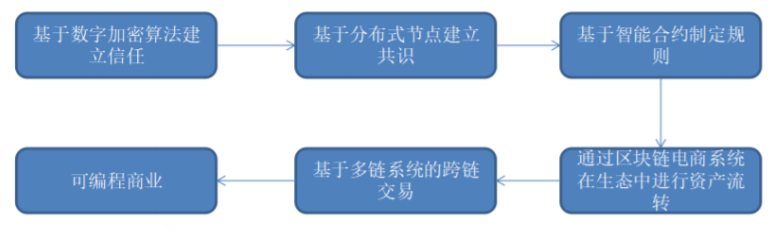 基于数字加密算法建
立信任
基于分布式节点建立
共识
基于智能合约制定规
则
通过区块链电商系统
在生态中进行资产流
转
基于多链系统的跨链
交易
可编程商业